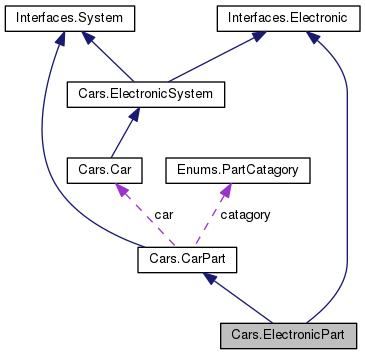 Interfaces.System
Interfaces.Electronic
Cars.ElectronicSystem
Cars.Car
Enums.PartCatagory
car
catagory
Cars.CarPart
Cars.ElectronicPart